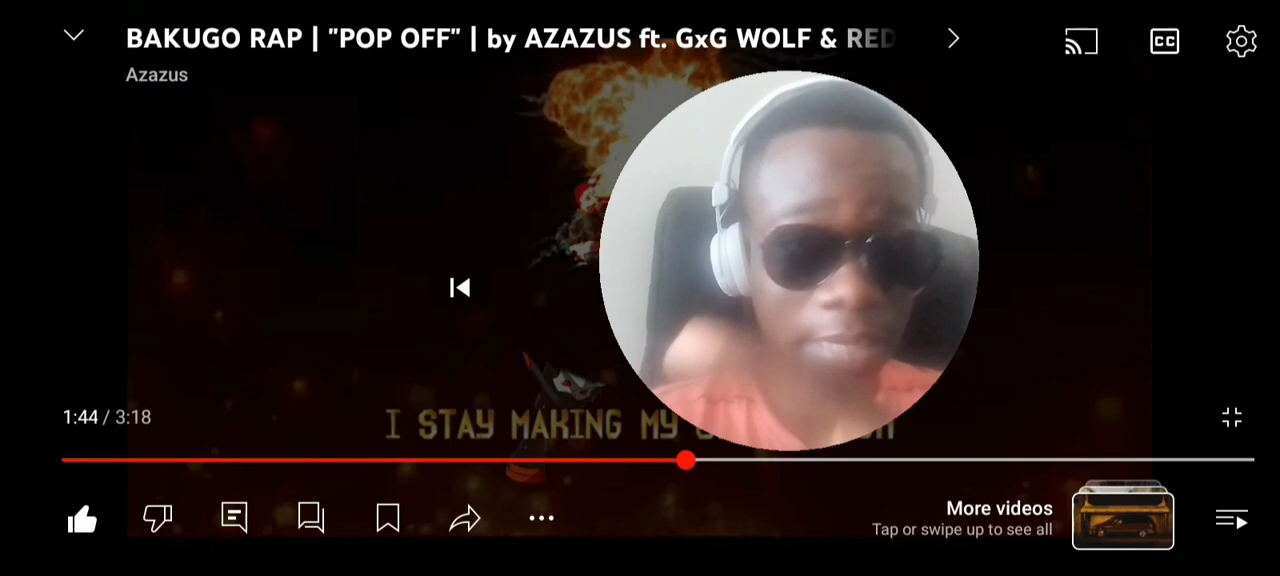 BAKUGO RAP | "POP OFF" | by AZAZUS ft. GxG WOLF & RED
Azazus
CC
I STAY MAKING MY
1:44 / 3:18
More videos
Tap or swipe up to see all